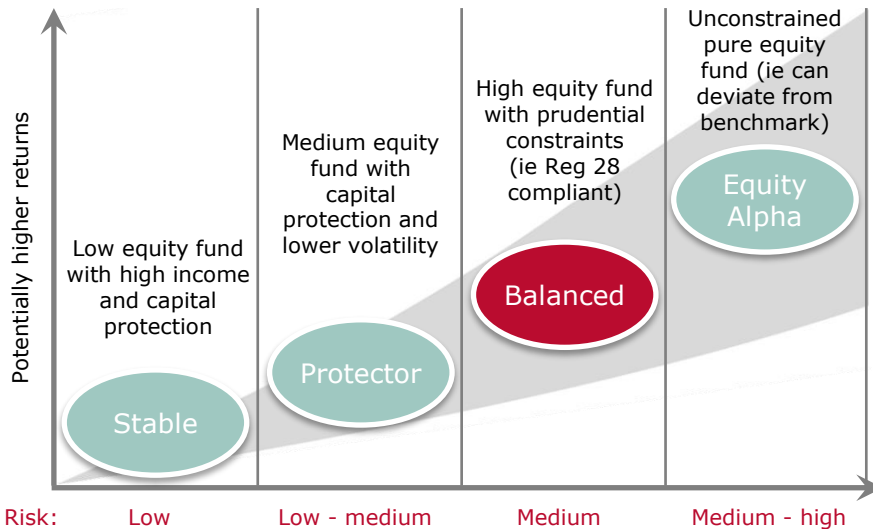 Potentially higher returns
Low equity fund
with high income
and capital
protection
Stable
Medium equity
fund with
capital
protection and
lower volatility
Protector
High equity fund
with prudential
constraints
(ie Reg 28
compliant)
Balanced
Unconstrained
pure equity
fund (ie can
deviate from
benchmark)
Equity
Alpha
Risk: Low Low - medium Medium Medium - high